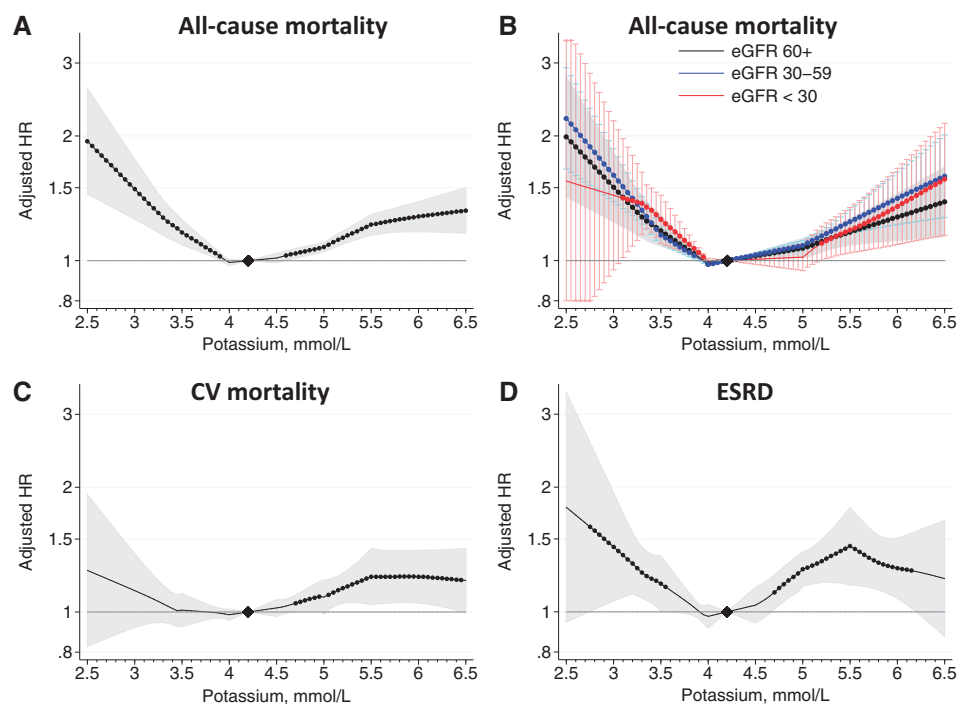 A All-cause mortality
3
2
1.5
1
.8
Adjusted HR
2.5 3 3.5 4 4.5 5 5.5 6 6.5
Potassium, mmol/L
B All-cause mortality
eGFR 60+
eGFR 30–59
eGFR < 30
3
2
1.5
1
.8
Adjusted HR
2.5 3 3.5 4 4.5 5 5.5 6 6.5
Potassium, mmol/L
C CV mortality
3
2
1.5
1
.8
Adjusted HR
2.5 3 3.5 4 4.5 5 5.5 6 6.5
Potassium, mmol/L
D ESRD
3
2
1.5
1
.8
Adjusted HR
2.5 3 3.5 4 4.5 5 5.5 6 6.5
Potassium, mmol/L